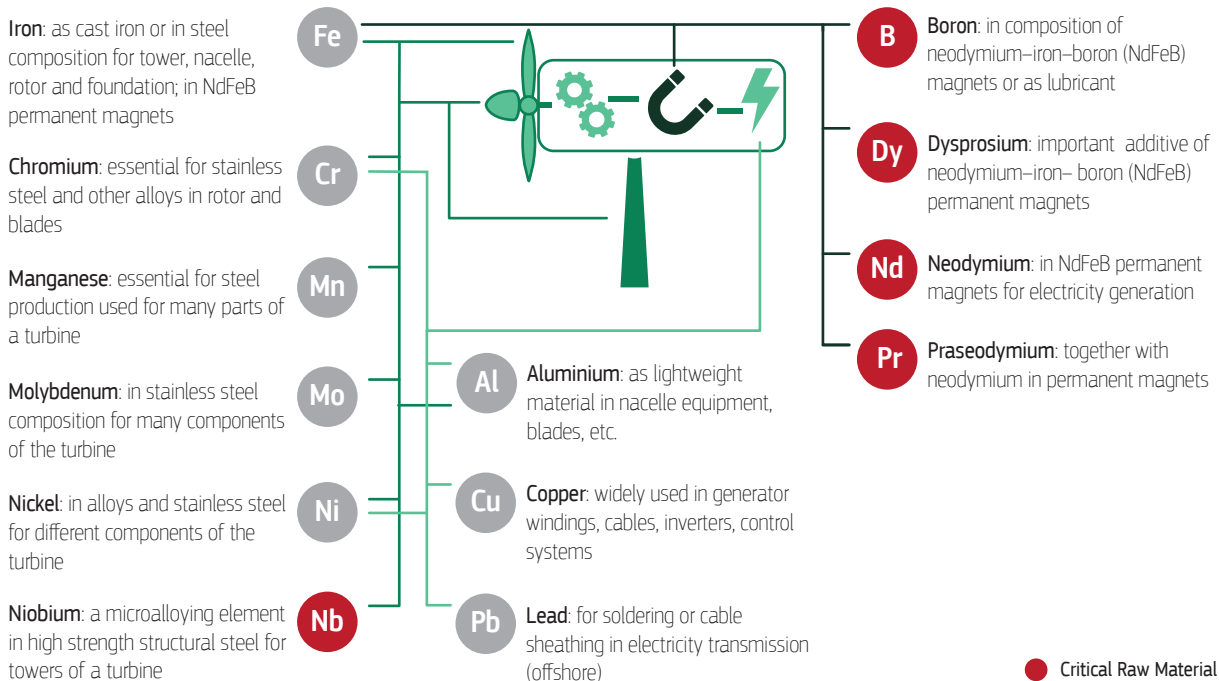 Iron: as cast iron or in steel
composition for tower, nacelle,
rotor and foundation; in NdFeB
permanent magnets
Fe
Chromium: essential for stainless
steel and other alloys in rotor and
blades
Cr
Manganese: essential for steel
production used for many parts of
a turbine
Mn
Molybdenum: in stainless steel
composition for many components
of the turbine
Mo
Nickel: in alloys and stainless steel
for different components of the
turbine
Ni
Niobium: a microalloying element
in high strength structural steel for
towers of a turbine
Nb
Al
Aluminium: as lightweight
material in nacelle equipment,
blades, etc.
Cu
Copper: widely used in generator
windings, cables, inverters, control
systems
Pb
Lead: for soldering or cable
sheathing in electricity transmission
(offshore)
B
Boron: in composition of
neodymium–iron–boron (NdFeB)
magnets or as lubricant
Dy
Dysprosium: important additive of
neodymium–iron– boron (NdFeB)
permanent magnets
Nd
Neodymium: in NdFeB permanent
magnets for electricity generation
Pr
Praseodymium: together with
neodymium in permanent magnets
Critical Raw Material